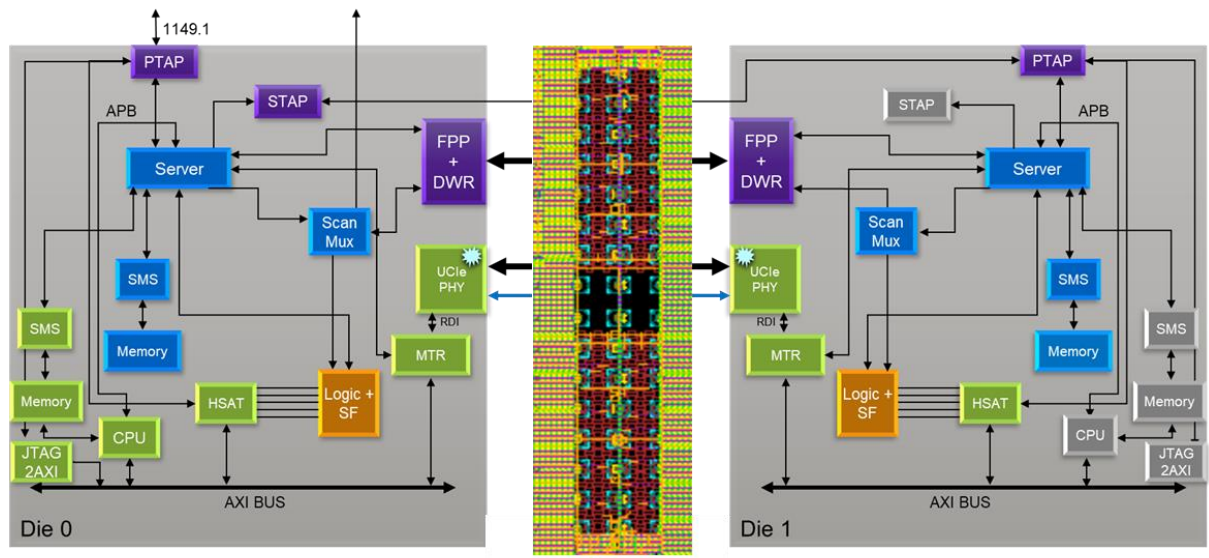 1149.1
PTAP
STAP
APB
FPP
+
DWR
Server
Scan
Mux
UCIe
PHY
SMS
RDI
SMS
Memory
MTR
Memory
HSAT
Logic +
SF
CPU
JTAG
2AXI
AXI BUS
Die 0
PTAP
STAP
APB
FPP
+
DWR
Server
Scan
Mux
UCIe
PHY
SMS
RDI
SMS
Memory
MTR
Logic +
SF
HSAT
Memory
CPU
JTAG
2AXI
AXI BUS
Die 1